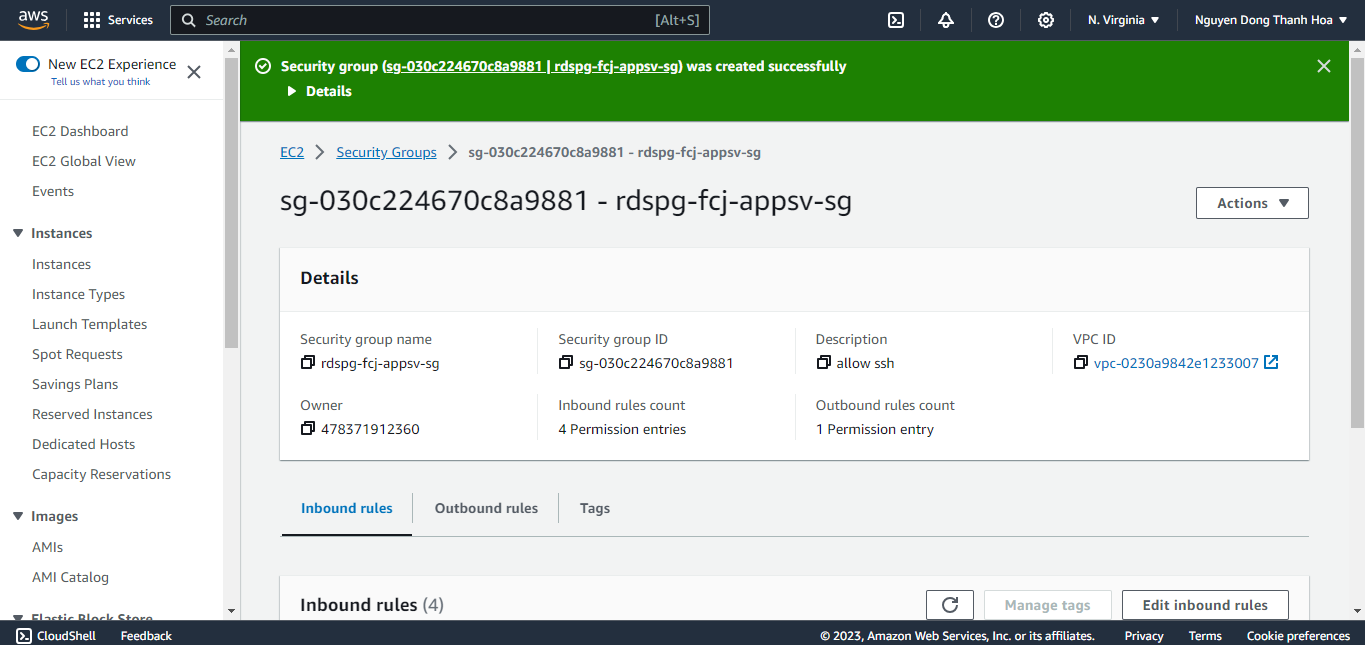 aws Services Search [Alt+S] N. Virginia Nguyen Dong Thanh Hoa
New EC2 Experience
Tell us what you think
EC2 Dashboard
EC2 Global View
Events
Instances
Instances
Instance Types
Launch Templates
Spot Requests
Savings Plans
Reserved Instances
Dedicated Hosts
Capacity Reservations
Images
AMIs
AMI Catalog
Elastic Block Store
Security group (sg-030c224670c8a9881 | rdspg-fcj-appsv-sg) was created successfully
Details
EC2 Security Groups sg-030c224670c8a9881 - rdspg-fcj-appsv-sg
sg-030c224670c8a9881 - rdspg-fcj-appsv-sg
Actions
Details
Security group name Security group ID Description VPC ID
rdspg-fcj-appsv-sg sg-030c224670c8a9881 allow ssh vpc-0230a9842e1233007
Owner Inbound rules count Outbound rules count
478371912360 4 Permission entries 1 Permission entry
Inbound rules Outbound rules Tags
Inbound rules (4) Manage tags Edit inbound rules
CloudShell Feedback © 2023, Amazon Web Services, Inc. or its affiliates. Privacy Terms Cookie preferences